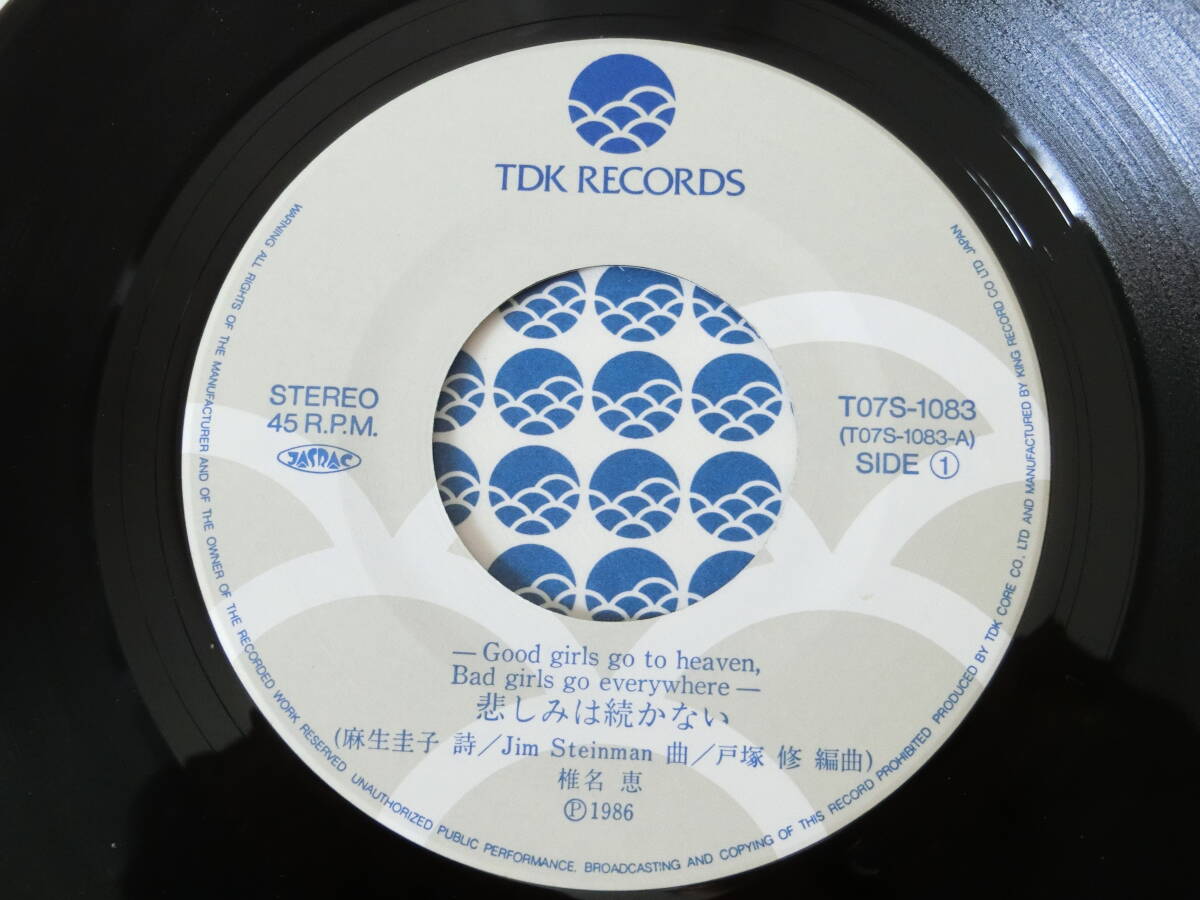 TDK RECORDS
STEREO
45 R.P.M.
JASRAC
T07S-1083
(T07S-1083-A)
SIDE ①
— Good girls go to heaven,
Bad girls go everywhere —
悲しみは続かない
(麻生圭子 詩／Jim Steinman 曲／戸塚 修 編曲)
椎名 恵
Ⓟ1986
WARNING ALL RIGHTS OF THE MANUFACTURER AND OF THE OWNER OF THE RECORDED WORK RESERVED UNAUTHORIZED PUBLIC PERFORMANCE, BROADCASTING AND COPYING OF THIS RECORD PROHIBITED PRODUCED BY TDK CORE CO., LTD AND MANUFACTURED BY KING RECORD CO LTD JAPAN